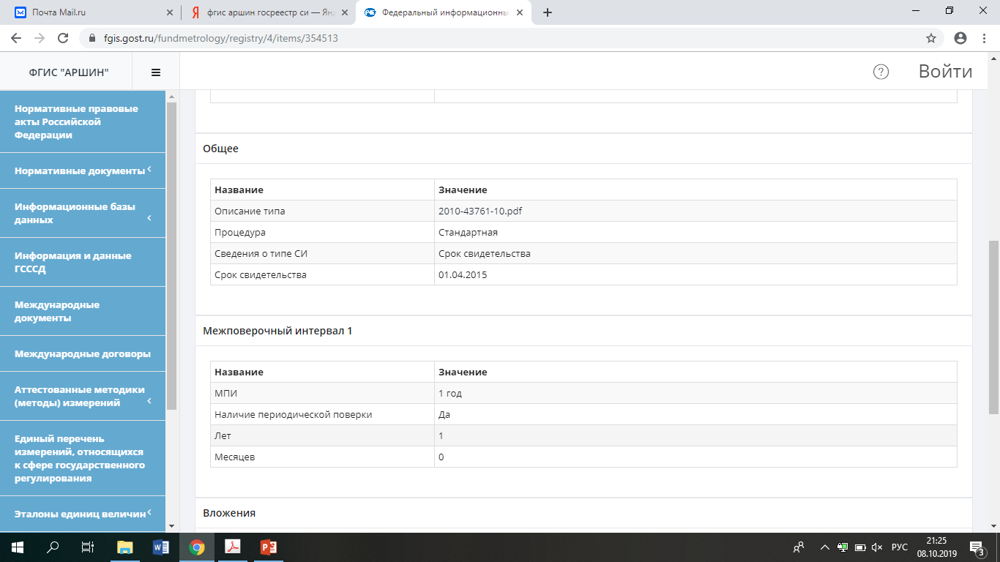 Почта Mail.ru
фгис аршин госреестр си — Янд
Федеральный информационны
fgis.gost.ru/fundmetrology/registry/4/items/354513
ФГИС "АРШИН"
Войти
Нормативные правовые
акты Российской
Федерации
Нормативные документы
Информационные базы
данных
Информация и данные
ГСССД
Международные
документы
Международные договоры
Аттестованные методики
(методы) измерений
Единый перечень
измерений, относящихся
к сфере государственного
регулирования
Эталоны единиц величин
Общее
Название Значение
Описание типа 2010-43761-10.pdf
Процедура Стандартная
Сведения о типе СИ Срок свидетельства
Срок свидетельства 01.04.2015
Межповерочный интервал 1
Название Значение
МПИ 1 год
Наличие периодической поверки Да
Лет 1
Месяцев 0
Вложения
РУС
21:25
08.10.2019
3